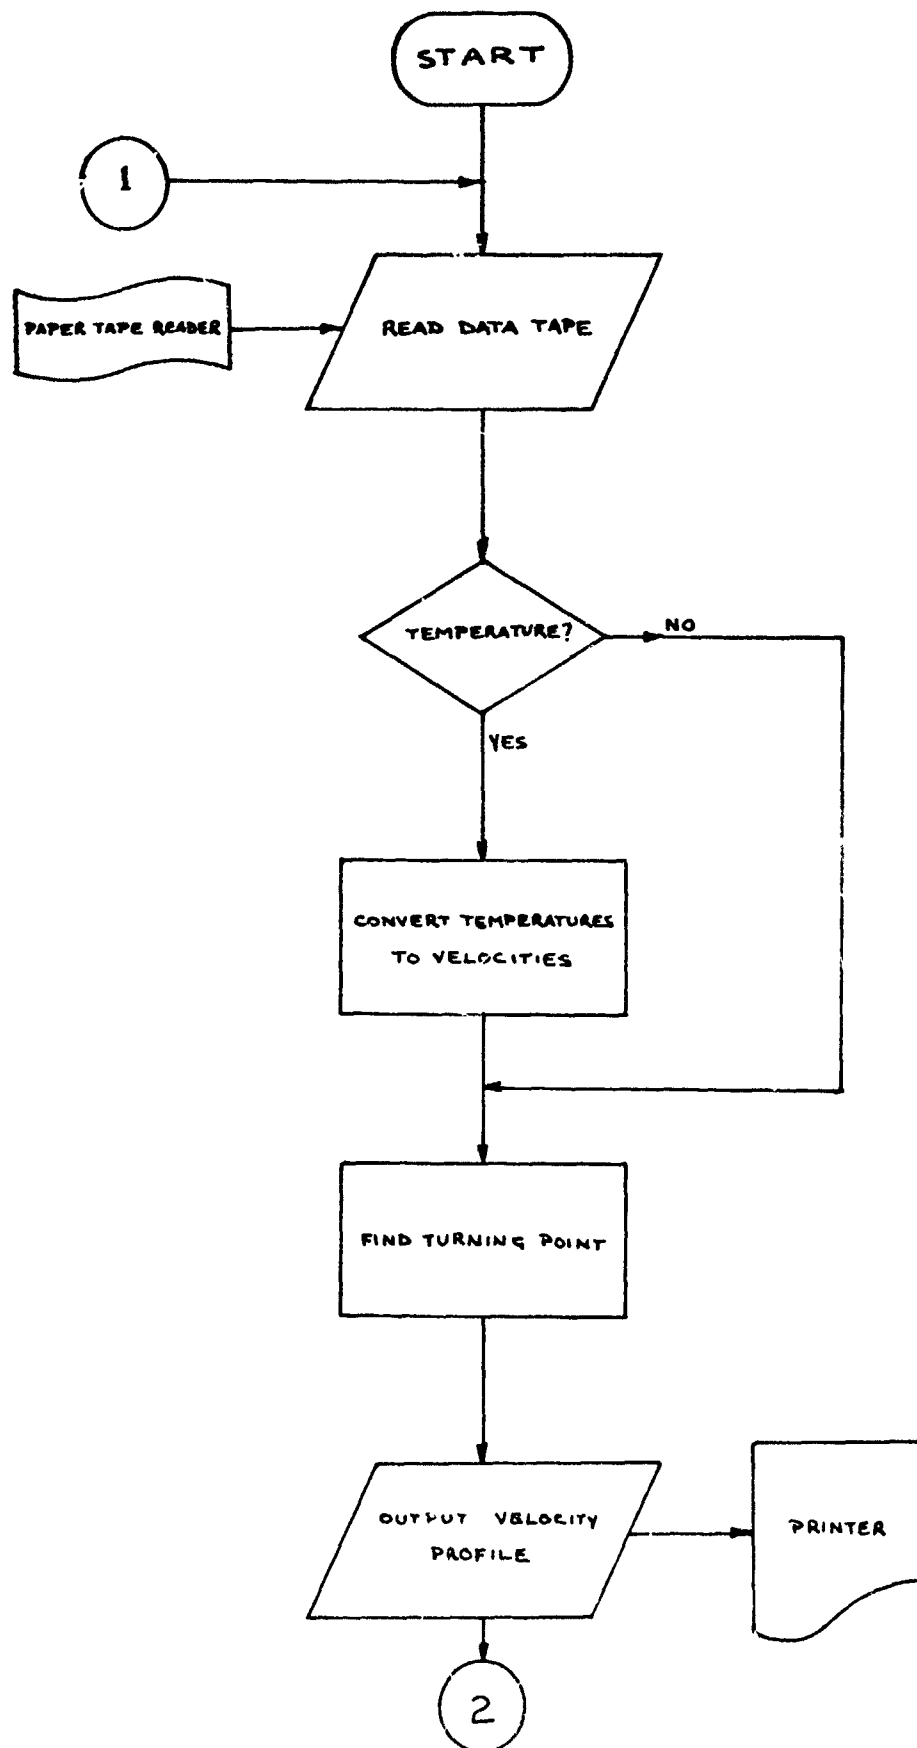 START
1
PAPER TAPE READER
READ DATA TAPE
TEMPERATURE?
NO
YES
CONVERT TEMPERATURES
TO VELOCITIES
FIND TURNING POINT
OUTPUT VELOCITY
PROFILE
PRINTER
2